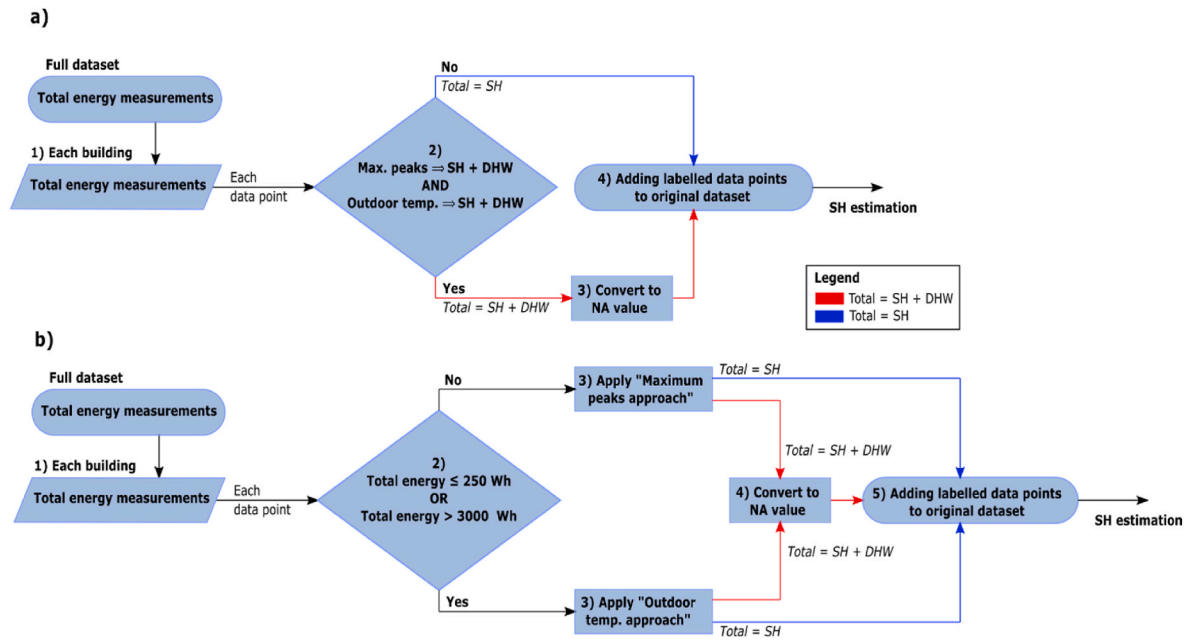 a)
Full dataset
Total energy measurements
1) Each building
Total energy measurements
Each
data point
2)
Max. peaks ⇒ SH + DHW
AND
Outdoor temp. ⇒ SH + DHW
No
Total = SH
Yes
Total = SH + DHW
3) Convert to
NA value
4) Adding labelled data points
to original dataset
SH estimation
Legend
Total = SH + DHW
Total = SH
b)
Full dataset
Total energy measurements
1) Each building
Total energy measurements
Each
data point
2)
Total energy ≤ 250 Wh
OR
Total energy > 3000 Wh
No
3) Apply "Maximum
peaks approach"
Total = SH
Total = SH + DHW
4) Convert to
NA value
5) Adding labelled data points
to original dataset
SH estimation
Total = SH + DHW
Yes
3) Apply "Outdoor
temp. approach"
Total = SH